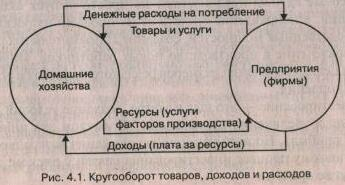 Денежные расходы на потребление
Товары и услуги
Домашние
хозяйства
Предприятия
(фирмы)
Ресурсы (услуги
факторов производства)
Доходы (плата за ресурсы)
Рис. 4.1. Кругооборот товаров, доходов и расходов